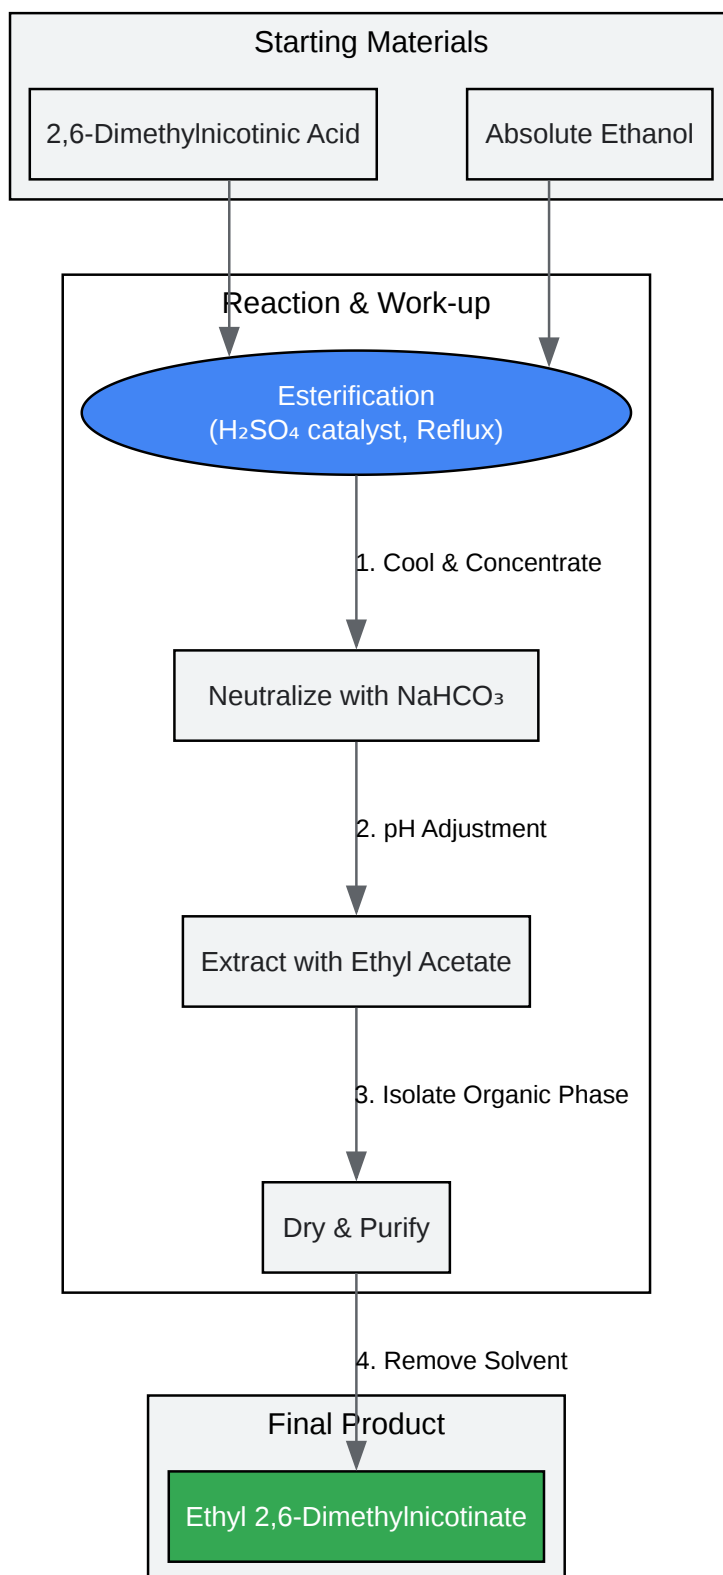 Starting Materials
2,6-Dimethylnicotinic Acid
Absolute Ethanol
Reaction & Work-up
Esterification
(H₂SO₄ catalyst, Reflux)
1. Cool & Concentrate
Neutralize with NaHCO₃
2. pH Adjustment
Extract with Ethyl Acetate
3. Isolate Organic Phase
Dry & Purify
4. Remove Solvent
Final Product
Ethyl 2,6-Dimethylnicotinate